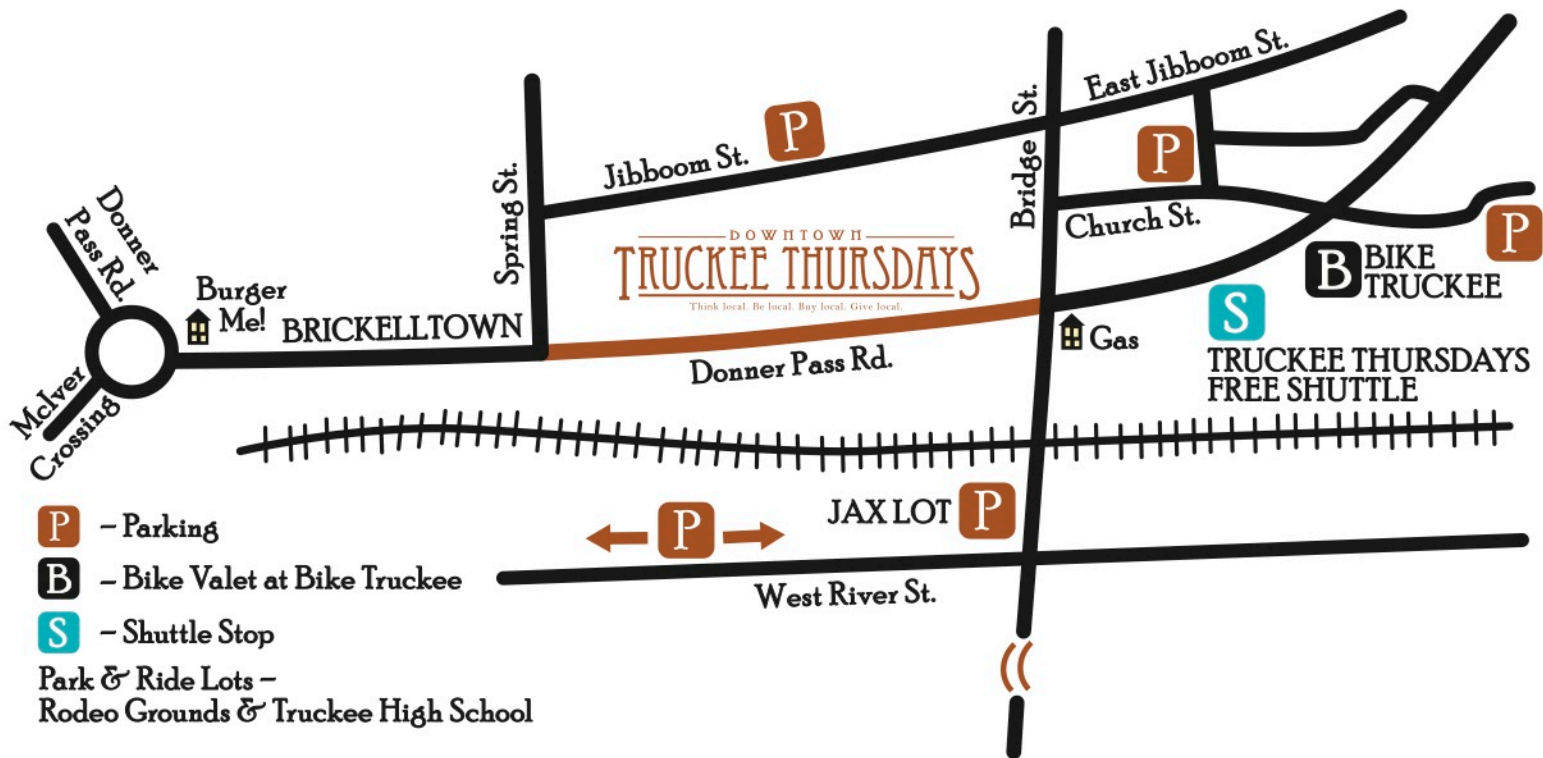 East Jibboom St.
Bridge St.
P
Jibboom St.
P
Spring St.
Church St.
P
Donner
Pass Rd.
DOWNTOWN
TRUCKEE THURSDAYS
Think local. Be local. Buy local. Give local.
B
BIKE
TRUCKEE
Burger
Me!
BRICKELLTOWN
S
Gas
Donner Pass Rd.
TRUCKEE THURSDAYS
FREE SHUTTLE
McIver
Crossing
JAX LOT P
P
West River St.
P – Parking
B – Bike Valet at Bike Truckee
S – Shuttle Stop
Park & Ride Lots –
Rodeo Grounds & Truckee High School